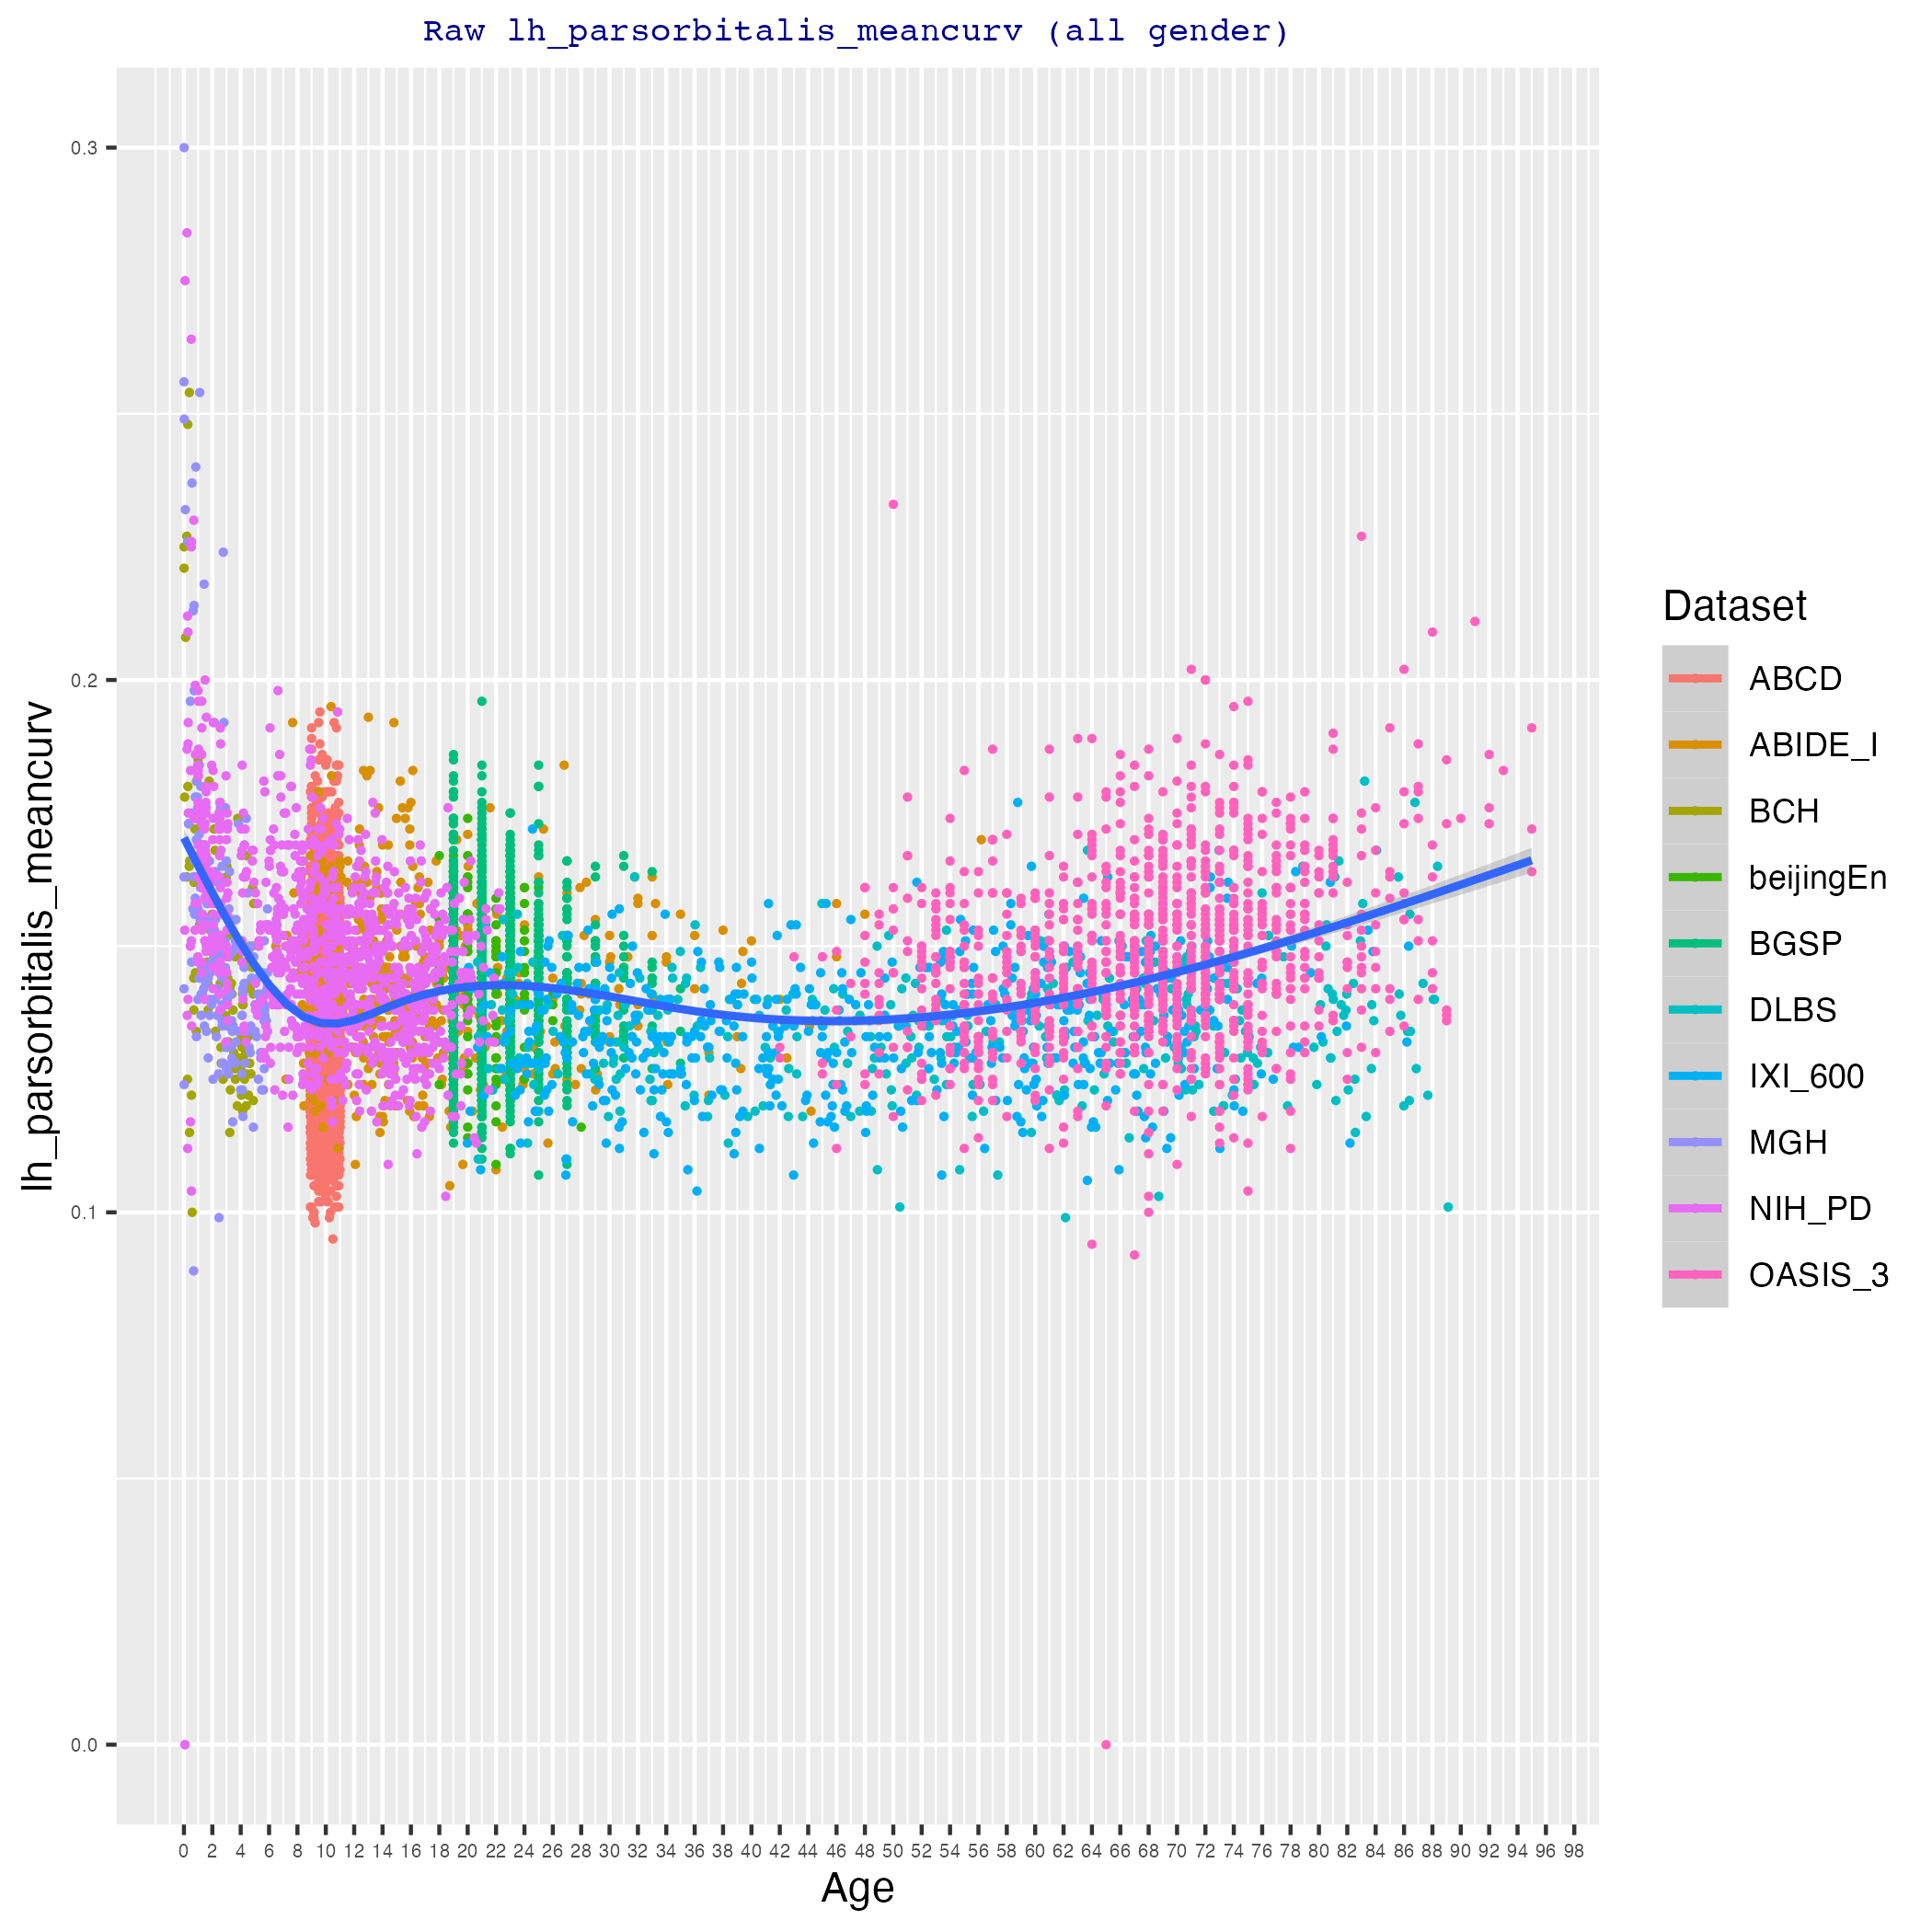 Raw lh_parsorbitalis_meancurv (all gender)
0.3
0.2
0.1
0.0
lh_parsorbitalis_meancurv
0 2 4 6 8 10 12 14 16 18 20 22 24 26 28 30 32 34 36 38 40 42 44 46 48 50 52 54 56 58 60 62 64 66 68 70 72 74 76 78 80 82 84 86 88 90 92 94 96 98
Age
Dataset
ABCD
ABIDE_I
BCH
beijingEn
BGSP
DLBS
IXI_600
MGH
NIH_PD
OASIS_3